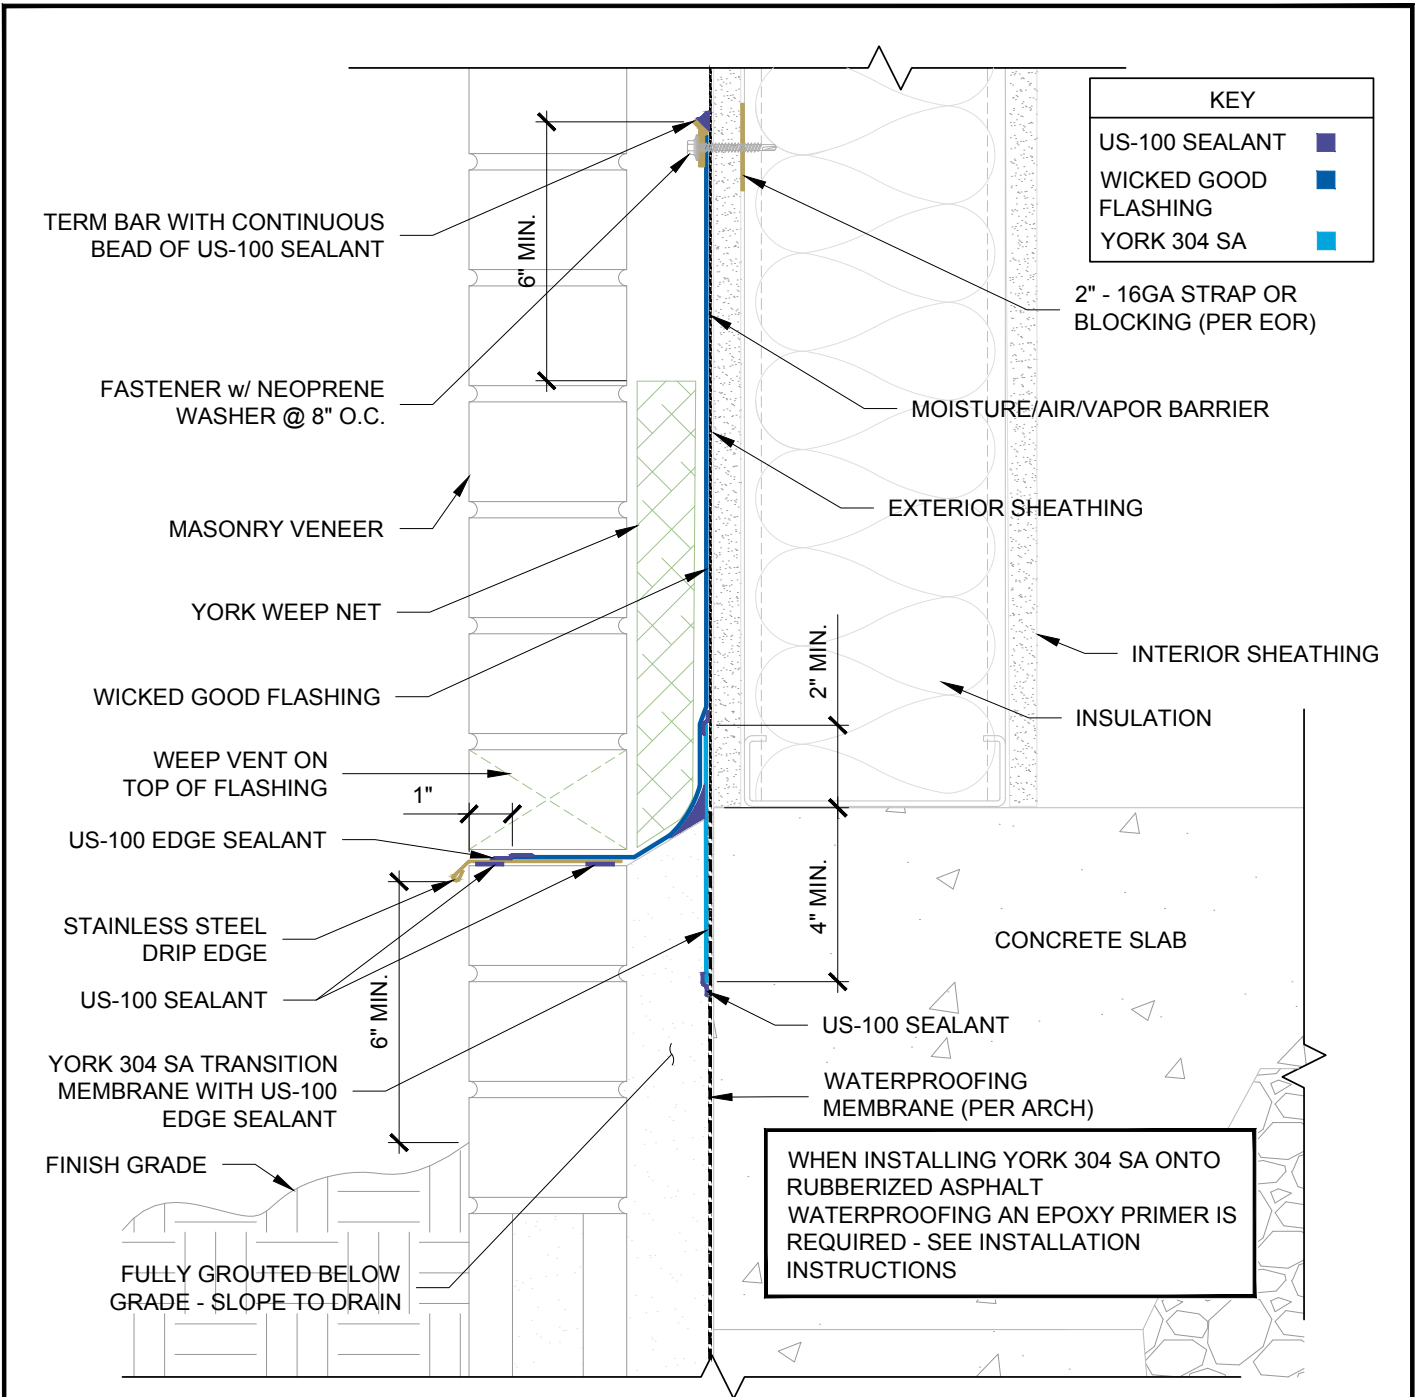 KEY
US-100 SEALANT
WICKED GOOD
FLASHING
YORK 304 SA
TERM BAR WITH CONTINUOUS
BEAD OF US-100 SEALANT
6" MIN.
2" - 16GA STRAP OR
BLOCKING (PER EOR)
FASTENER w/ NEOPRENE
WASHER @ 8" O.C.
MOISTURE/AIR/VAPOR BARRIER
MASONRY VENEER
EXTERIOR SHEATHING
YORK WEEP NET
INTERIOR SHEATHING
2" MIN.
WICKED GOOD FLASHING
INSULATION
WEEP VENT ON
TOP OF FLASHING
1"
US-100 EDGE SEALANT
STAINLESS STEEL
DRIP EDGE
4" MIN.
CONCRETE SLAB
US-100 SEALANT
6" MIN.
US-100 SEALANT
YORK 304 SA TRANSITION
MEMBRANE WITH US-100
EDGE SEALANT
WATERPROOFING
MEMBRANE (PER ARCH)
FINISH GRADE
WHEN INSTALLING YORK 304 SA ONTO
RUBBERIZED ASPHALT
WATERPROOFING AN EPOXY PRIMER IS
REQUIRED - SEE INSTALLATION
INSTRUCTIONS
FULLY GROUTED BELOW
GRADE - SLOPE TO DRAIN